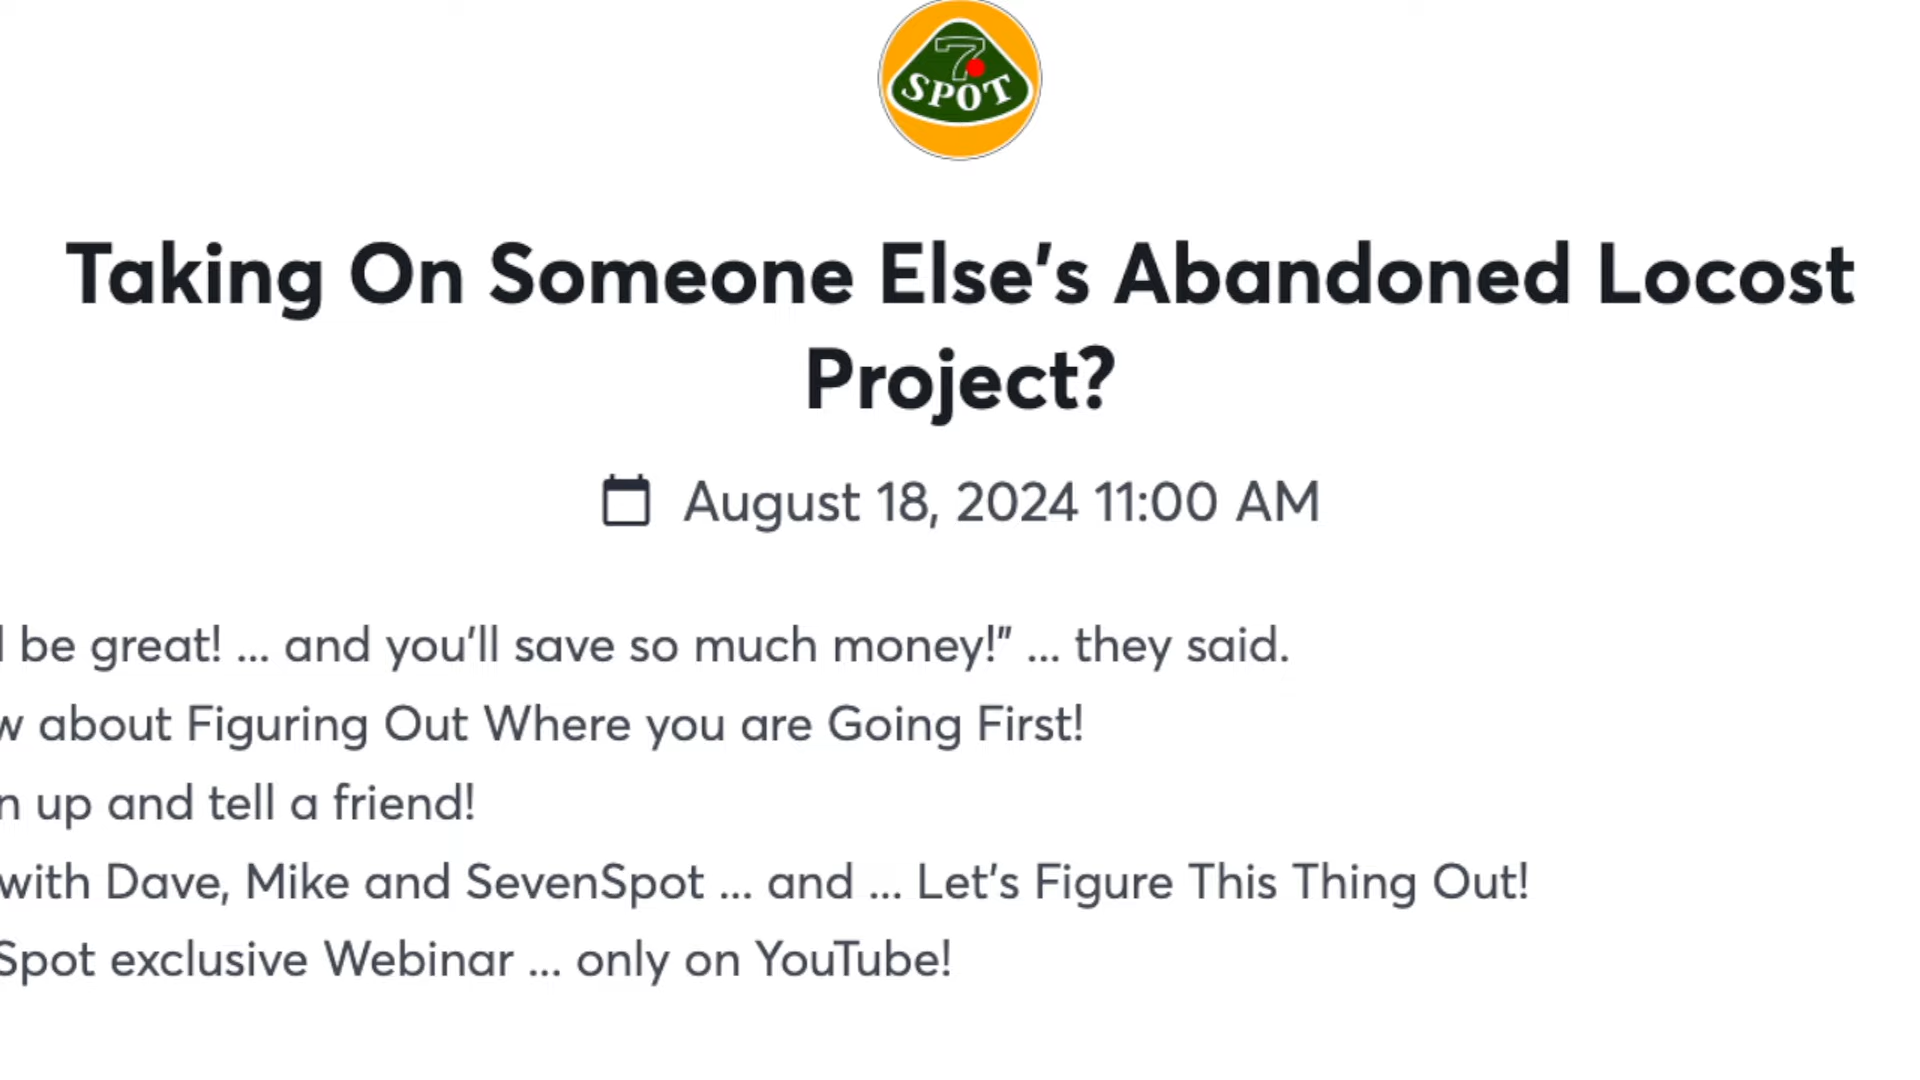 7
SPOT
Taking On Someone Else's Abandoned Locost
Project?
August 18, 2024 11:00 AM
be great! ... and you'll save so much money!" ... they said.
about Figuring Out Where you are Going First!
up and tell a friend!
with Dave, Mike and SevenSpot ... and ... Let's Figure This Thing Out!
Spot exclusive Webinar ... only on YouTube!